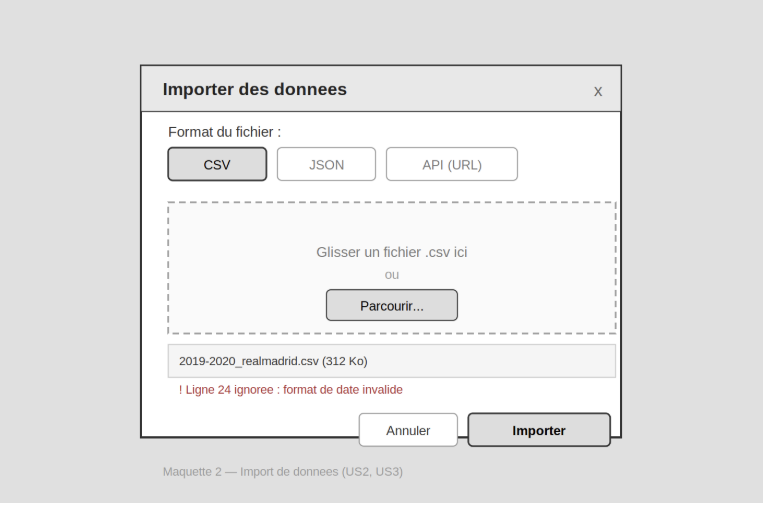 Importer des donnees
x
Format du fichier :
CSV
JSON
API (URL)
Glisser un fichier .csv ici
ou
Parcourir...
2019-2020_realmadrid.csv (312 Ko)
! Ligne 24 ignoree : format de date invalide
Annuler
Importer
Maquette 2 — Import de donnees (US2, US3)